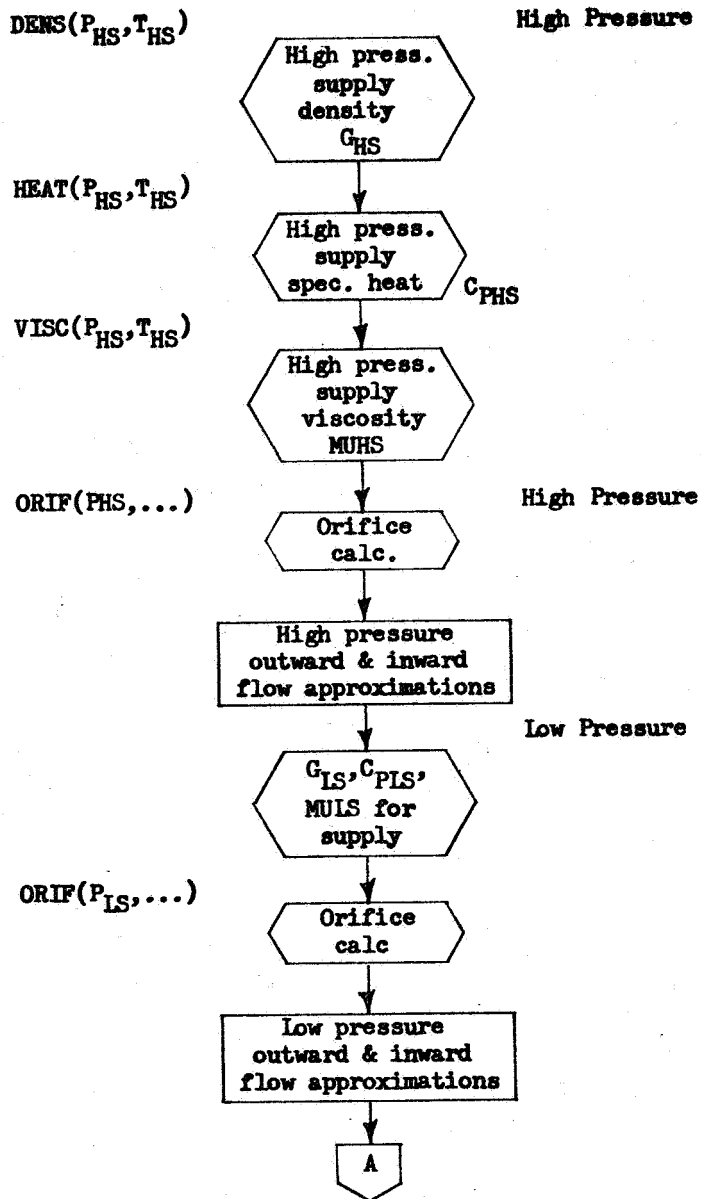 DENS(P_HS,T_HS)
High Pressure
High press.
supply
density
G_HS
HEAT(P_HS,T_HS)
High press.
supply
spec. heat
C_PHS
VISC(P_HS,T_HS)
High press.
supply
viscosity
MUHS
ORIF(PHS,...)
High Pressure
Orifice
calc.
High pressure
outward & inward
flow approximations
Low Pressure
G_LS,C_PLS,
MULS for
supply
ORIF(P_LS,...)
Orifice
calc
Low pressure
outward & inward
flow approximations
A